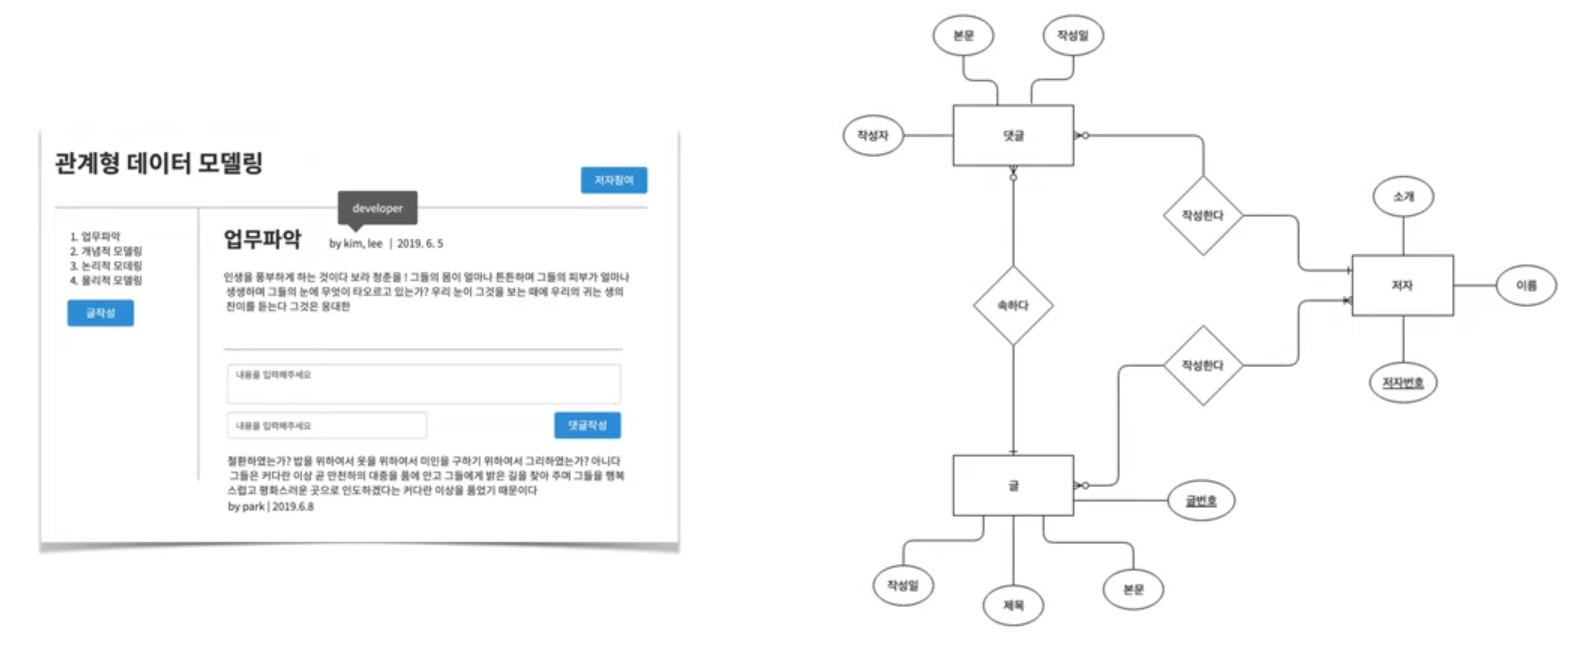 관계형 데이터 모델링
저자참여
developer
업무파악
by kim, lee | 2019. 6. 5
1. 업무파악
2. 개념적 모델링
3. 논리적 모데링
4. 물리적 모델링
글작성
인생을 풍부하게 하는 것이다 보라 청춘을 ! 그들의 몸이 얼마나 튼튼하며 그들의 피부가 얼마나
생생하며 그들의 눈에 무엇이 타오르고 있는가? 우리 눈이 그것을 보는 때에 우리의 귀는 생의
찬미를 듣는다 그것은 웅대한
내용을 입력해주세요
내용을 입력해주세요
댓글작성
철환하였는가? 밥을 위하여서 옷을 위하여서 미인을 구하기 위하여서 그리하였는가? 아니다
그들은 커다란 이상 곧 만천하의 대중을 품에 안고 그들에게 밝은 길을 찾아 주며 그들을 행복
스럽고 평화스러운 곳으로 인도하겠다는 커다란 이상을 품었기 때문이다
by park | 2019.6.8
본문
작성일
작성자
댓글
작성한다
소개
저자
이름
저자번호
속하다
작성한다
글
글번호
작성일
제목
본문